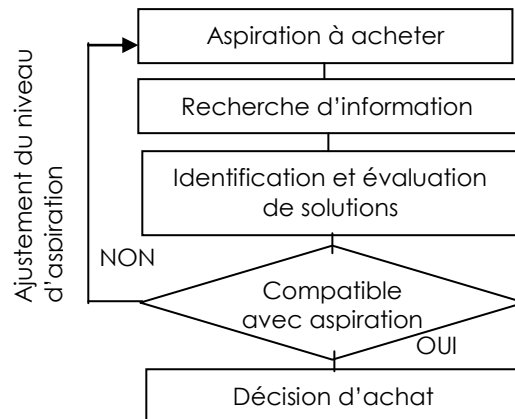 Aspiration à acheter
Recherche d'information
Identification et évaluation
de solutions
Ajustement du niveau
d'aspiration
NON
Compatible
avec aspiration
OUI
Décision d'achat